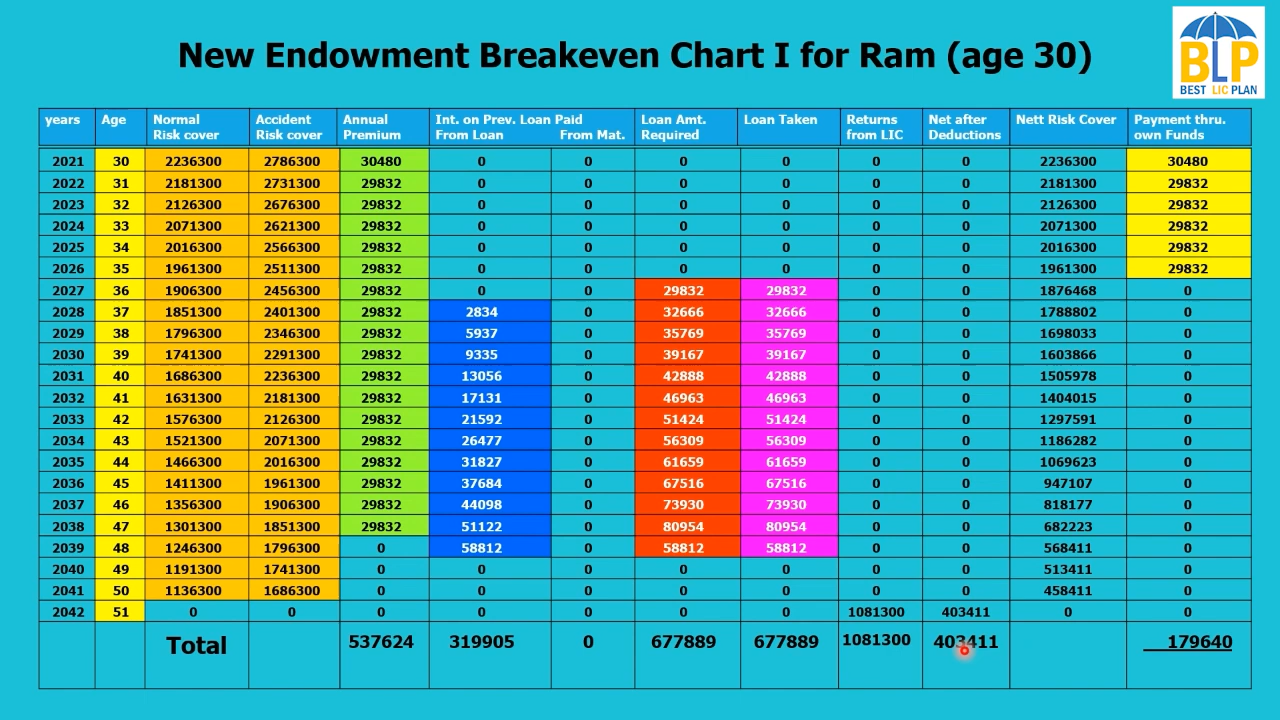 New Endowment Breakeven Chart I for Ram (age 30)
BLP
BEST LIC PLAN
years Age Normal Risk cover Accident Risk cover Annual Premium Int. on Prev. Loan Paid From Loan From Mat. Loan Amt. Required Loan Taken Returns from LIC Net after Deductions Nett Risk Cover Payment thru. own Funds
2021 30 2236300 2786300 30480 0 0 0 0 0 0 2236300 30480
2022 31 2181300 2731300 29832 0 0 0 0 0 0 2181300 29832
2023 32 2126300 2676300 29832 0 0 0 0 0 0 2126300 29832
2024 33 2071300 2621300 29832 0 0 0 0 0 0 2071300 29832
2025 34 2016300 2566300 29832 0 0 0 0 0 0 2016300 29832
2026 35 1961300 2511300 29832 0 0 0 0 0 0 1961300 29832
2027 36 1906300 2456300 29832 0 0 29832 29832 0 0 1876468 0
2028 37 1851300 2401300 29832 2834 0 32666 32666 0 0 1788802 0
2029 38 1796300 2346300 29832 5937 0 35769 35769 0 0 1698033 0
2030 39 1741300 2291300 29832 9335 0 39167 39167 0 0 1603866 0
2031 40 1686300 2236300 29832 13056 0 42888 42888 0 0 1505978 0
2032 41 1631300 2181300 29832 17131 0 46963 46963 0 0 1404015 0
2033 42 1576300 2126300 29832 21592 0 51424 51424 0 0 1297591 0
2034 43 1521300 2071300 29832 26477 0 56309 56309 0 0 1186282 0
2035 44 1466300 2016300 29832 31827 0 61659 61659 0 0 1069623 0
2036 45 1411300 1961300 29832 37684 0 67516 67516 0 0 947107 0
2037 46 1356300 1906300 29832 44098 0 73930 73930 0 0 818177 0
2038 47 1301300 1851300 29832 51122 0 80954 80954 0 0 682223 0
2039 48 1246300 1796300 0 58812 0 58812 58812 0 0 568411 0
2040 49 1191300 1741300 0 0 0 0 0 0 0 513411 0
2041 50 1136300 1686300 0 0 0 0 0 0 0 458411 0
2042 51 0 0 0 0 0 0 0 1081300 403411 0 0
Total 537624 319905 0 677889 677889 1081300 403411 179640